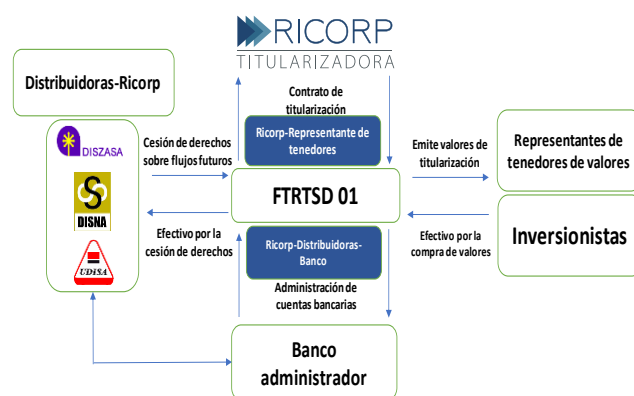 RICORP
TITULARIZADORA
Distribuidoras-Ricorp
DISZASA
DISNA
UDISA
Cesión de derechos
sobre flujos futuros
Efectivo por la
cesión de derechos
Contrato de
titularización
Ricorp-Representante de
tenedores
FTRTSD 01
Ricorp-Distribuidoras-
Banco
Administración de
cuentas bancarias
Banco
administrador
Emite valores de
titularización
Efectivo por la
compra de valores
Representantes de
tenedores de valores
Inversionistas